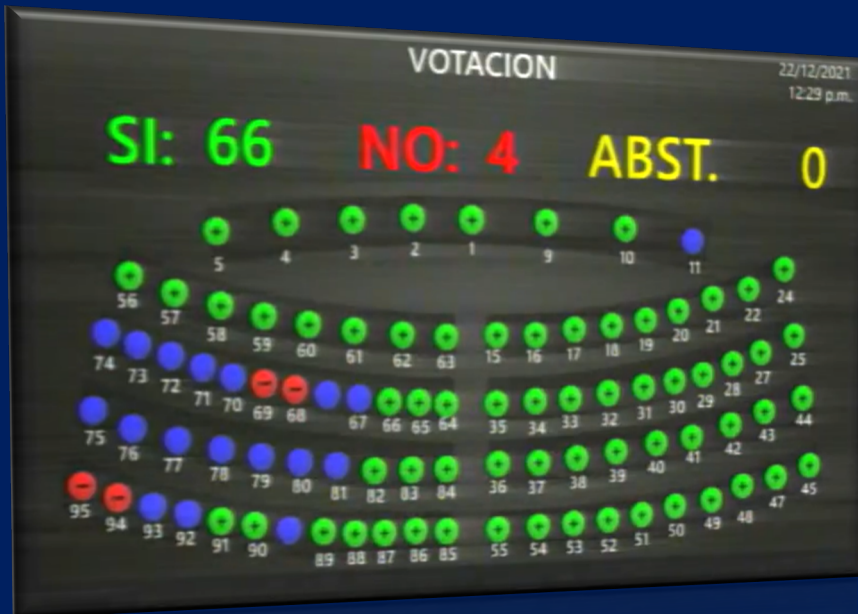 VOTACION
22/12/2021
12:29 p.m.
SI: 66 NO: 4 ABST. 0
5 4 3 2 1 9 10 11
56 57 58 59 60 61 62 63 15 16 17 18 19 20 21 22 24
74 73 72 71 70 69 68 67 66 65 64 35 34 33 32 31 30 29 28 27 25
75 76 77 78 79 80 81 82 83 84 36 37 38 39 40 41 42 43 44
95 94 93 92 91 90 89 88 87 86 85 55 54 53 52 51 50 49 48 47 45